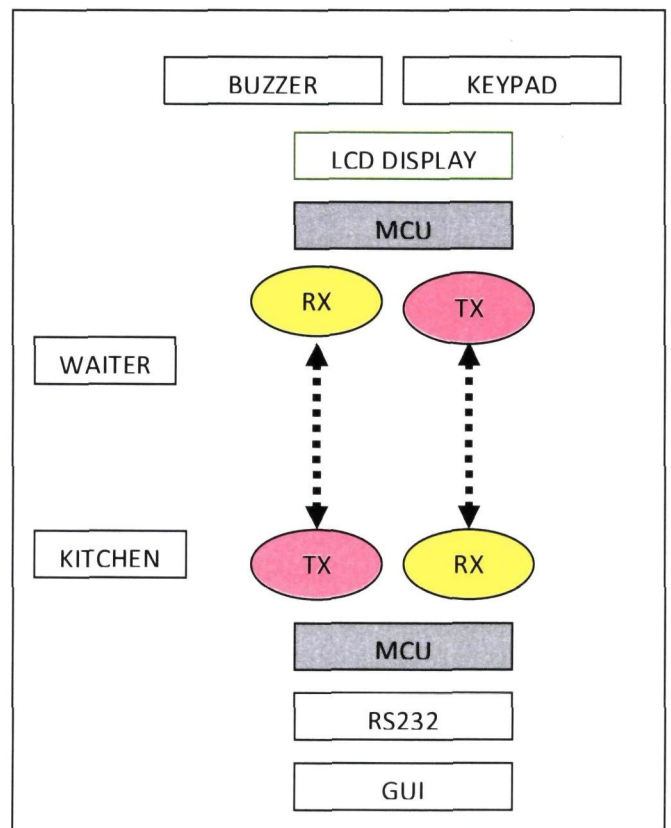 BUZZER KEYPAD
LCD DISPLAY
MCU
RX TX
WAITER
KITCHEN TX RX
MCU
RS232
GUI